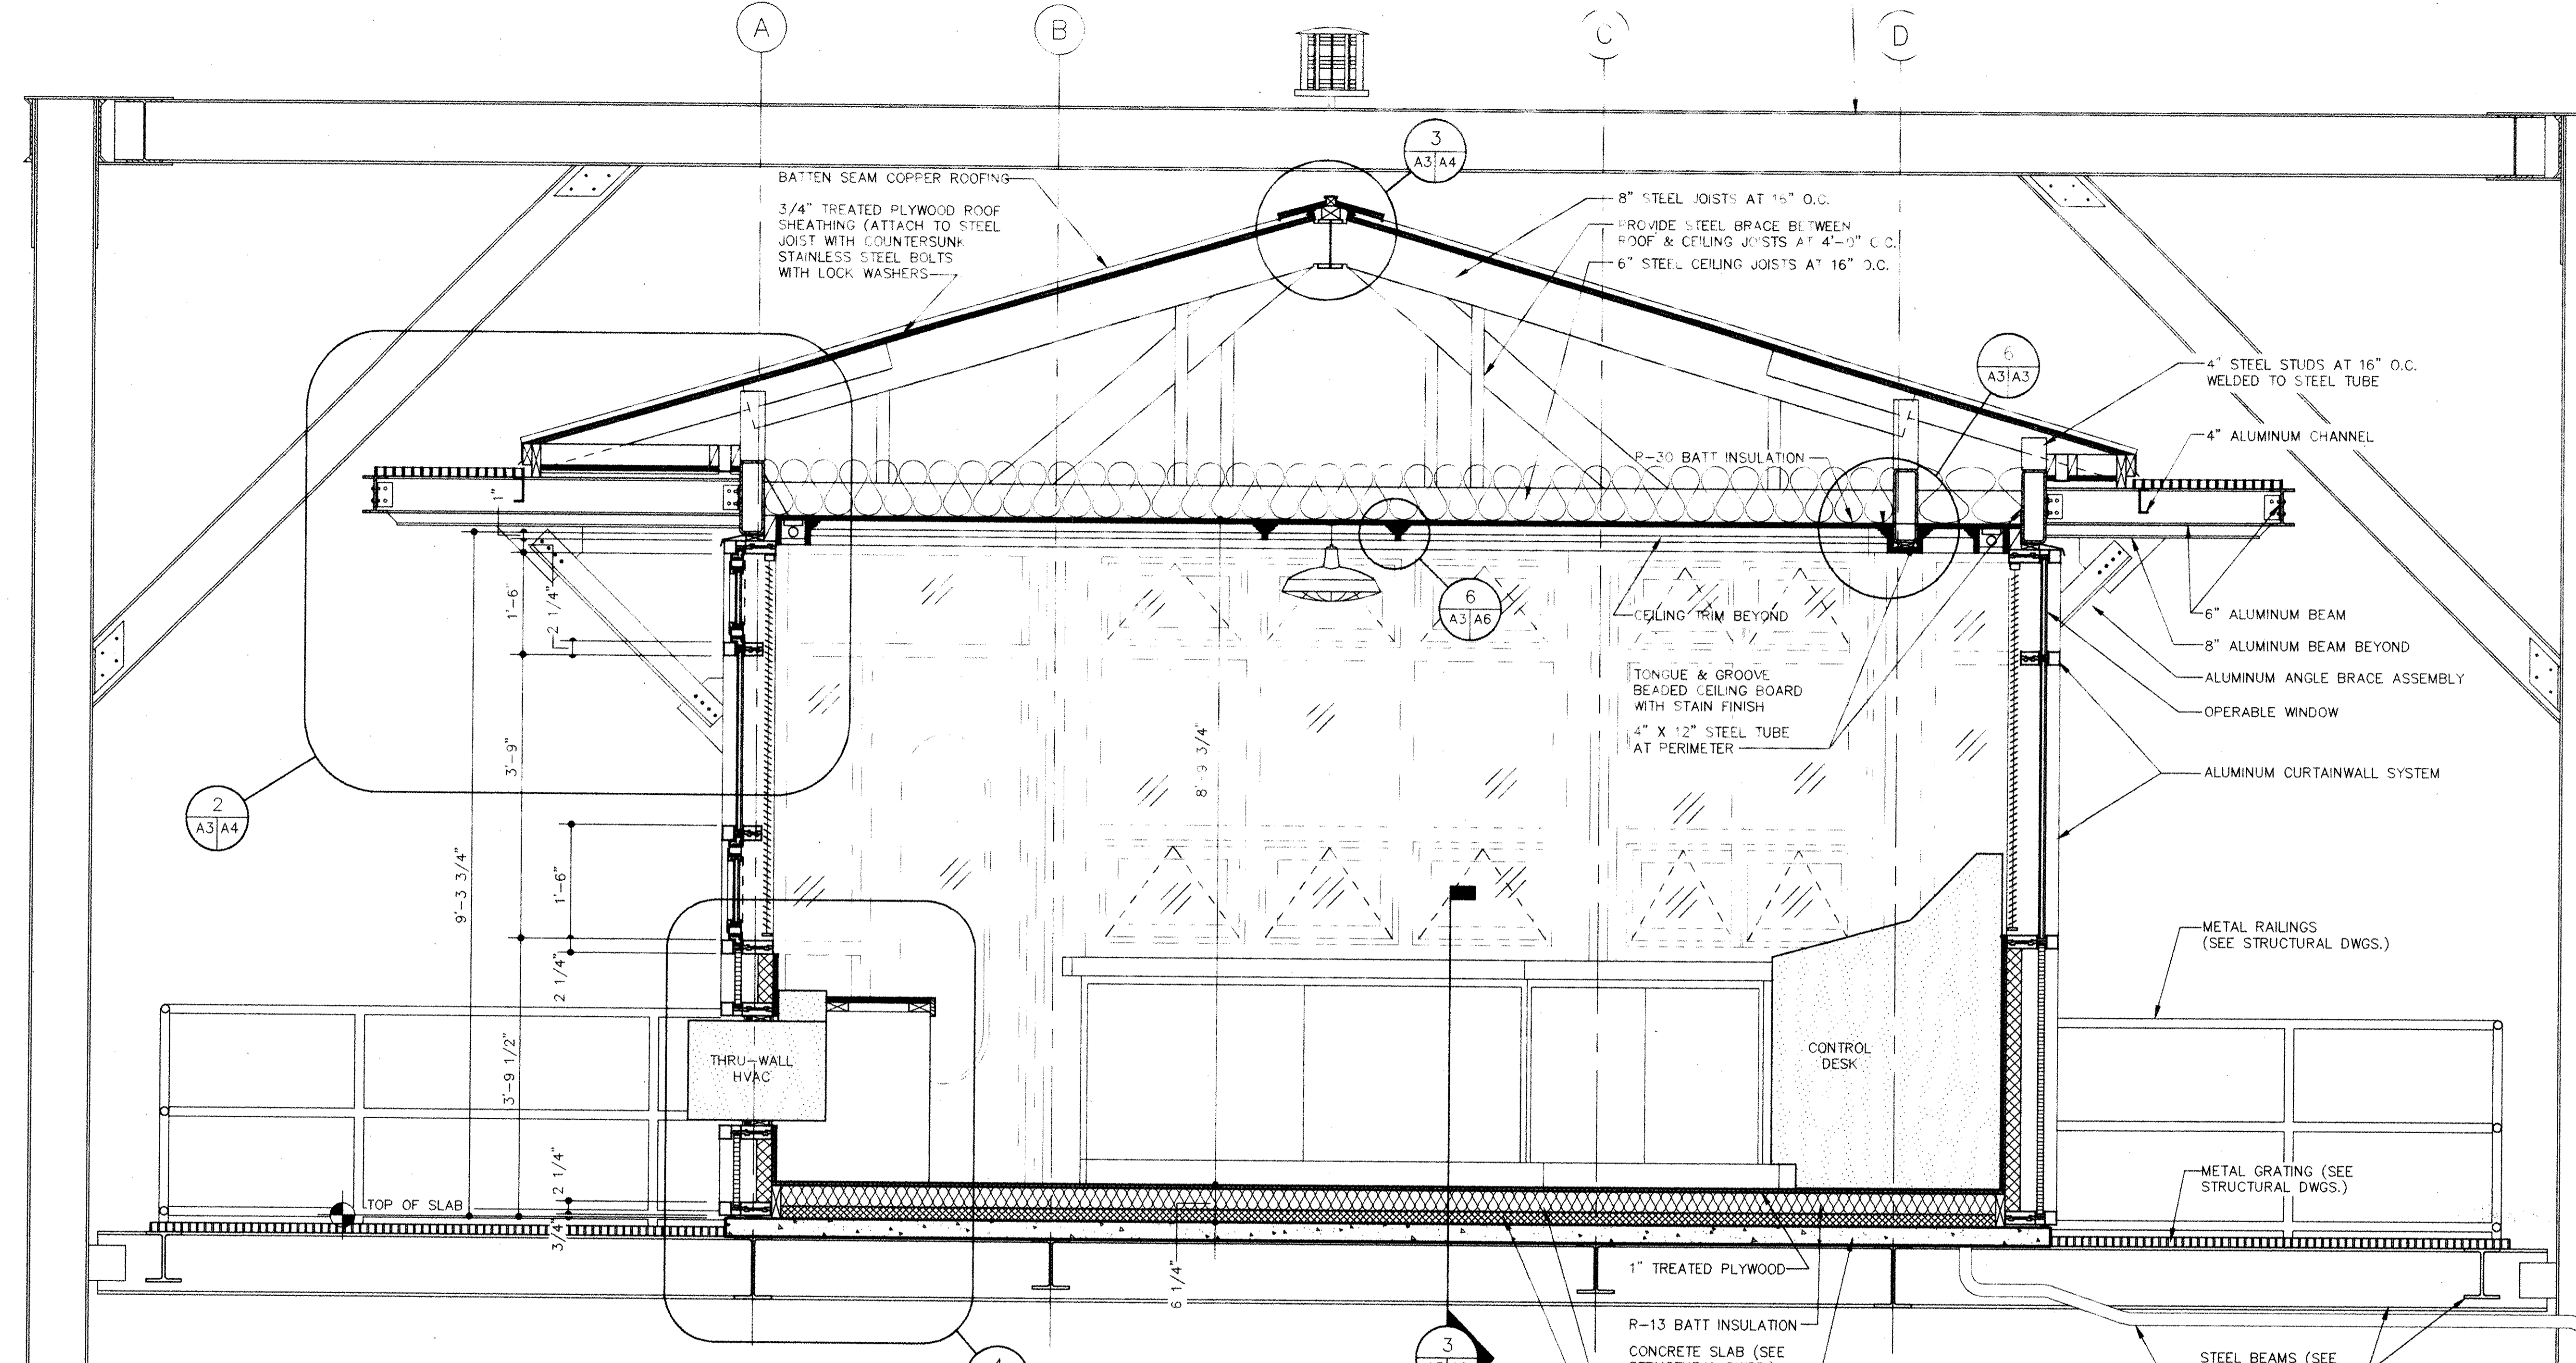 A
B
C
D
3
A3 A4
BATTEN SEAM COPPER ROOFING
3/4" TREATED PLYWOOD ROOF
SHEATHING (ATTACH TO STEEL
JOIST WITH COUNTERSUNK
STAINLESS STEEL BOLTS
WITH LOCK WASHERS
8" STEEL JOISTS AT 16" O.C.
PROVIDE STEEL BRACE BETWEEN
ROOF & CEILING JOISTS AT 4'-0" O.C.
6" STEEL CEILING JOISTS AT 16" O.C.
6
A3 A3
4" STEEL STUDS AT 16" O.C.
WELDED TO STEEL TUBE
4" ALUMINUM CHANNEL
R-30 BATT INSULATION
1"
1'-6"
2 1/4"
6
A3 A6
CEILING TRIM BEYOND
6" ALUMINUM BEAM
8" ALUMINUM BEAM BEYOND
ALUMINUM ANGLE BRACE ASSEMBLY
OPERABLE WINDOW
TONGUE & GROOVE
BEADED CEILING BOARD
WITH STAIN FINISH
4" X 12" STEEL TUBE
AT PERIMETER
ALUMINUM CURTAINWALL SYSTEM
3'-9"
8'-9 3/4"
2
A3 A4
9'-3 3/4"
1'-6"
METAL RAILINGS
(SEE STRUCTURAL DWGS.)
2 1/4"
3'-9 1/2"
THRU-WALL
HVAC
CONTROL
DESK
2 1/4"
METAL GRATING (SEE
STRUCTURAL DWGS.)
TOP OF SLAB
3/4"
6 1/4"
1" TREATED PLYWOOD
R-13 BATT INSULATION
CONCRETE SLAB (SEE
3
STEEL BEAMS (SEE